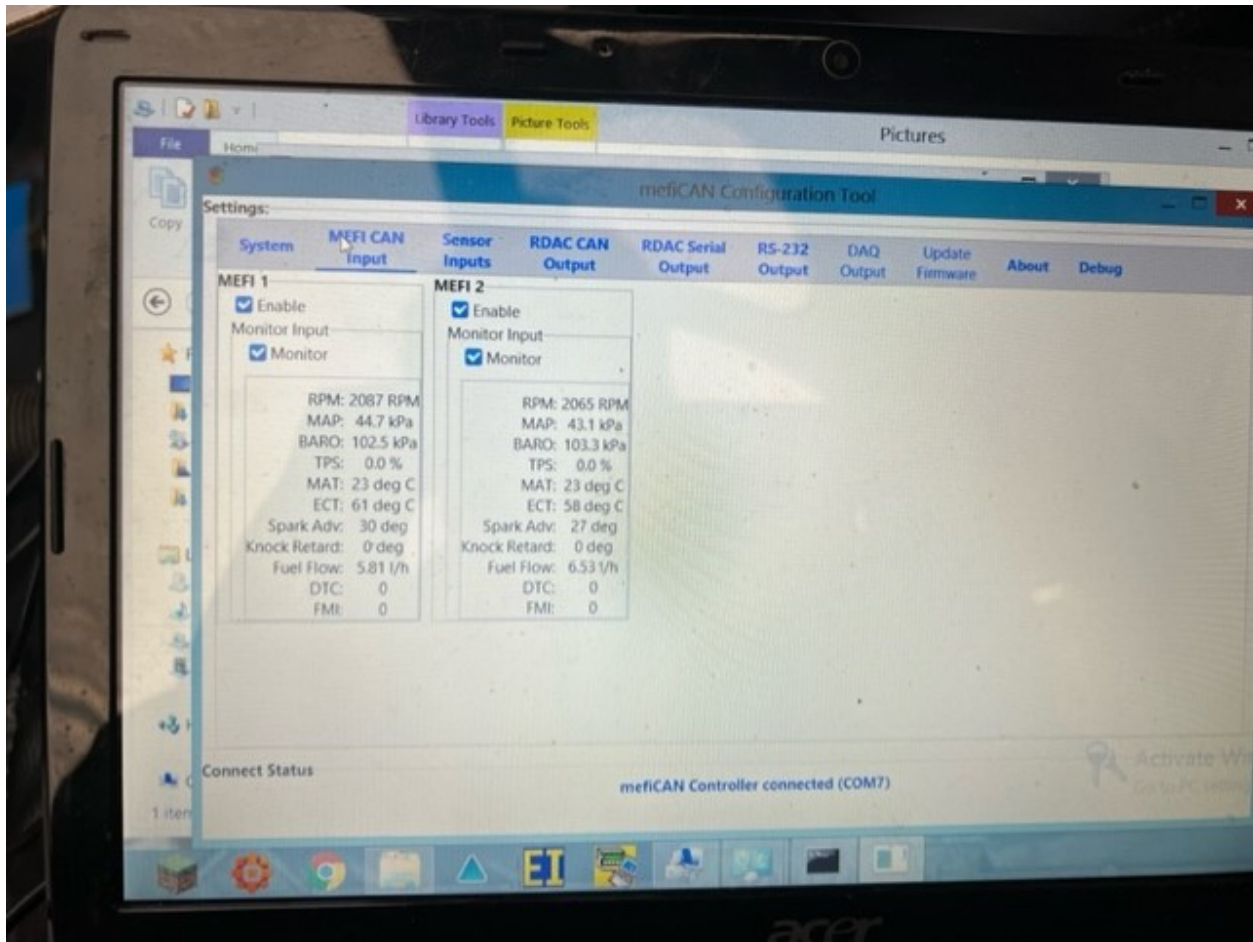 Library Tools Picture Tools
Pictures
File
mefiCAN Configuration Tool
Copy
Settings:
System
MEFI CAN
Input
Sensor
Inputs
RDAC CAN
Output
RDAC Serial
Output
RS-232
Output
DAQ
Output
Update
Firmware
About
Debug
MEFI 1
Enable
Monitor Input
Monitor
RPM: 2087 RPM
MAP: 44.7 kPa
BARO: 102.5 kPa
TPS: 0.0 %
MAT: 23 deg C
ECT: 61 deg C
Spark Adv: 30 deg
Knock Retard: 0 deg
Fuel Flow: 5.81 l/h
DTC: 0
FMI: 0
MEFI 2
Enable
Monitor Input
Monitor
RPM: 2065 RPM
MAP: 43.1 kPa
BARO: 103.3 kPa
TPS: 0.0 %
MAT: 23 deg C
ECT: 58 deg C
Spark Adv: 27 deg
Knock Retard: 0 deg
Fuel Flow: 6.53 l/h
DTC: 0
FMI: 0
Connect Status
mefiCAN Controller connected (COM7)
Activate
Go to PC
EI
acer